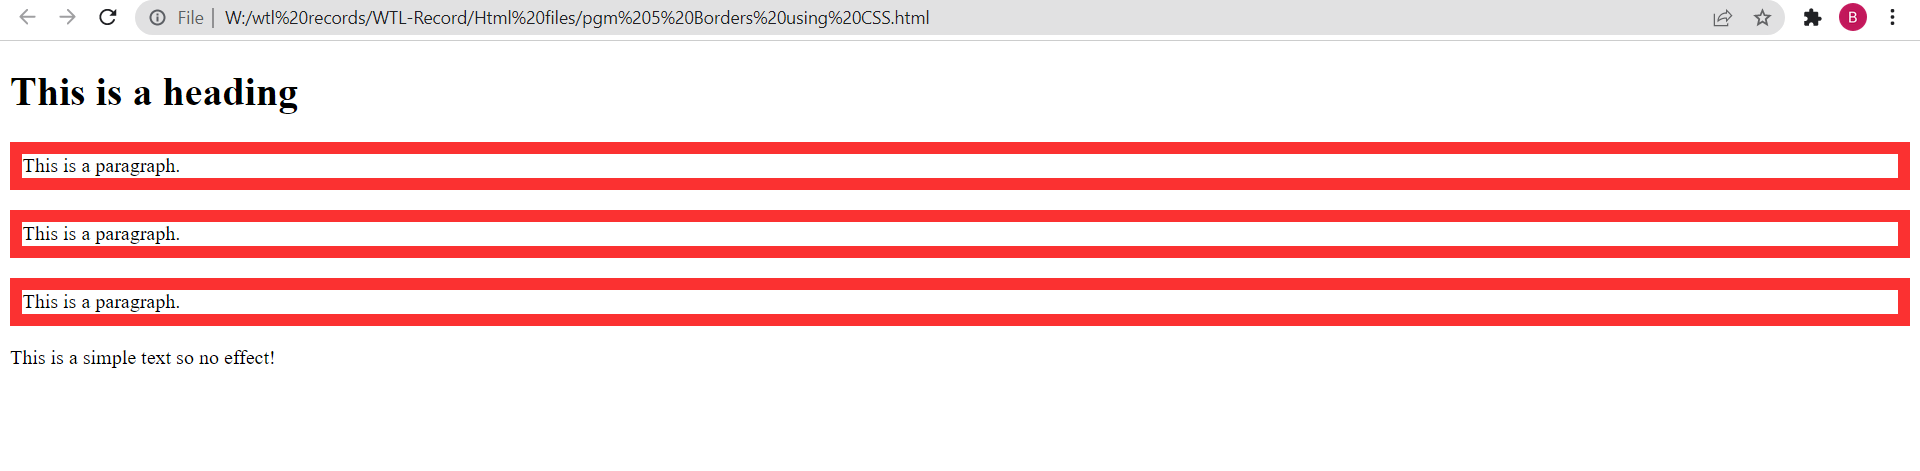 File | W:/wtl%20records/WTL-Record/Html%20files/pgm%205%20Borders%20using%20CSS.html
B
This is a heading
This is a paragraph.
This is a paragraph.
This is a paragraph.
This is a simple text so no effect!